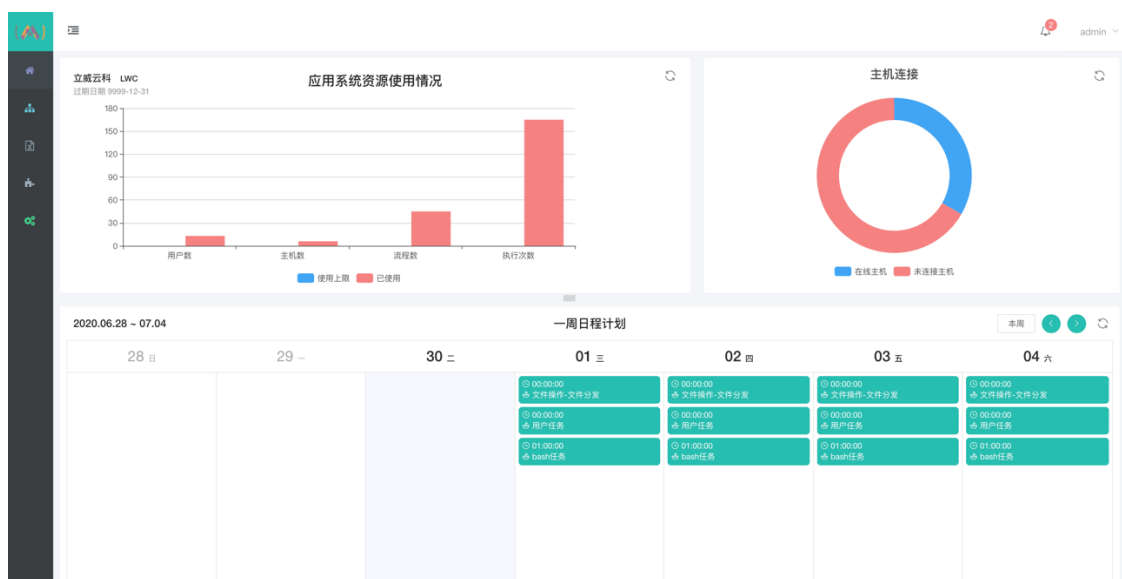 2
admin
立威云科 LWC
过期日期 9999-12-31
应用系统资源使用情况
180
150
120
90
60
30
0
用户数 主机数 流程数 执行次数
使用上限 已使用
主机连接
在线主机 未连接主机
2020.06.28 ~ 07.04
一周日程计划
本周
28 日 29 一 30 二 01 三 02 四 03 五 04 六
00:00:00 00:00:00 00:00:00 00:00:00
文件操作-文件分发 文件操作-文件分发 文件操作-文件分发 文件操作-文件分发
00:00:00 00:00:00 00:00:00 00:00:00
用户任务 用户任务 用户任务 用户任务
01:00:00 01:00:00 01:00:00 01:00:00
bash任务 bash任务 bash任务 bash任务